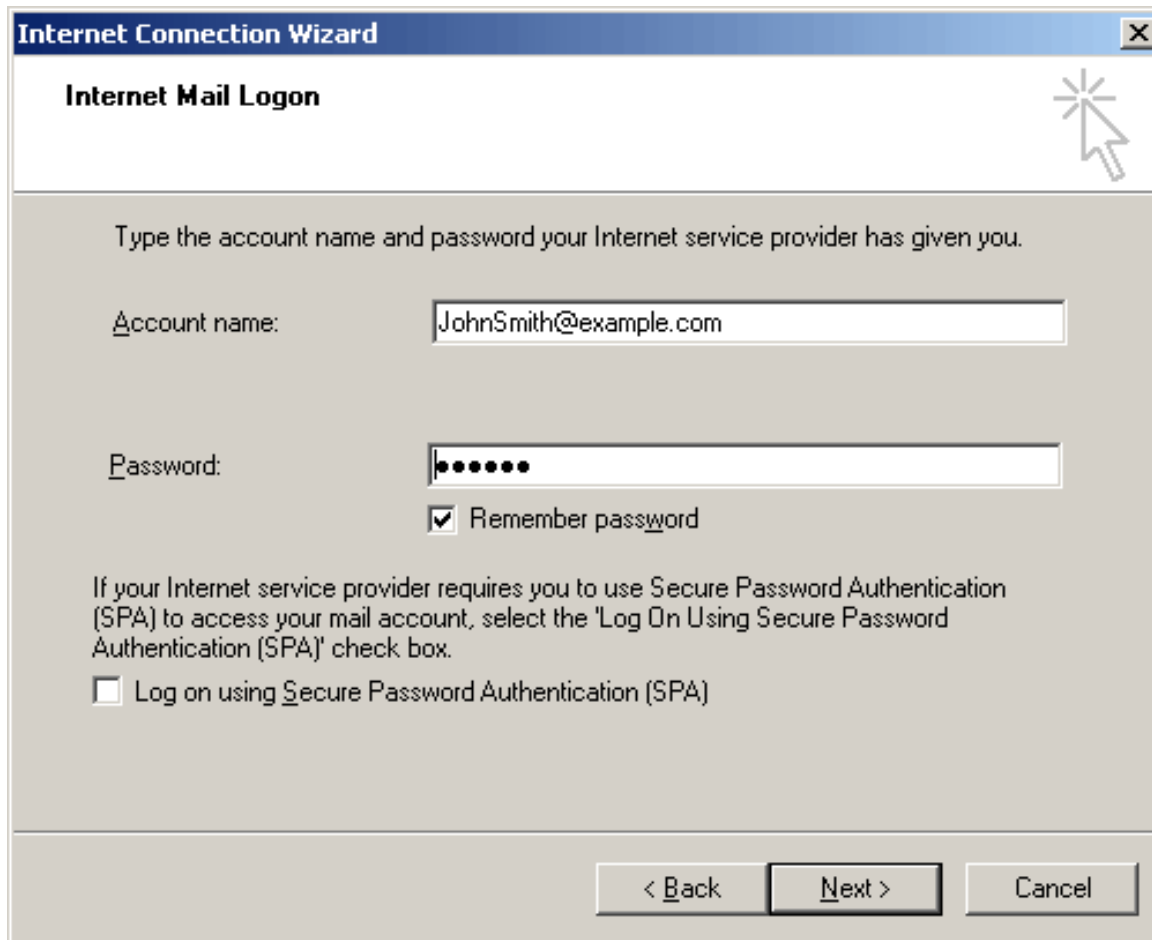 Internet Connection Wizard
Internet Mail Logon
Type the account name and password your Internet service provider has given you.
Account name: JohnSmith@example.com
Password: ••••••
Remember password
If your Internet service provider requires you to use Secure Password Authentication
(SPA) to access your mail account, select the 'Log On Using Secure Password
Authentication (SPA)' check box.
Log on using Secure Password Authentication (SPA)
< Back Next > Cancel